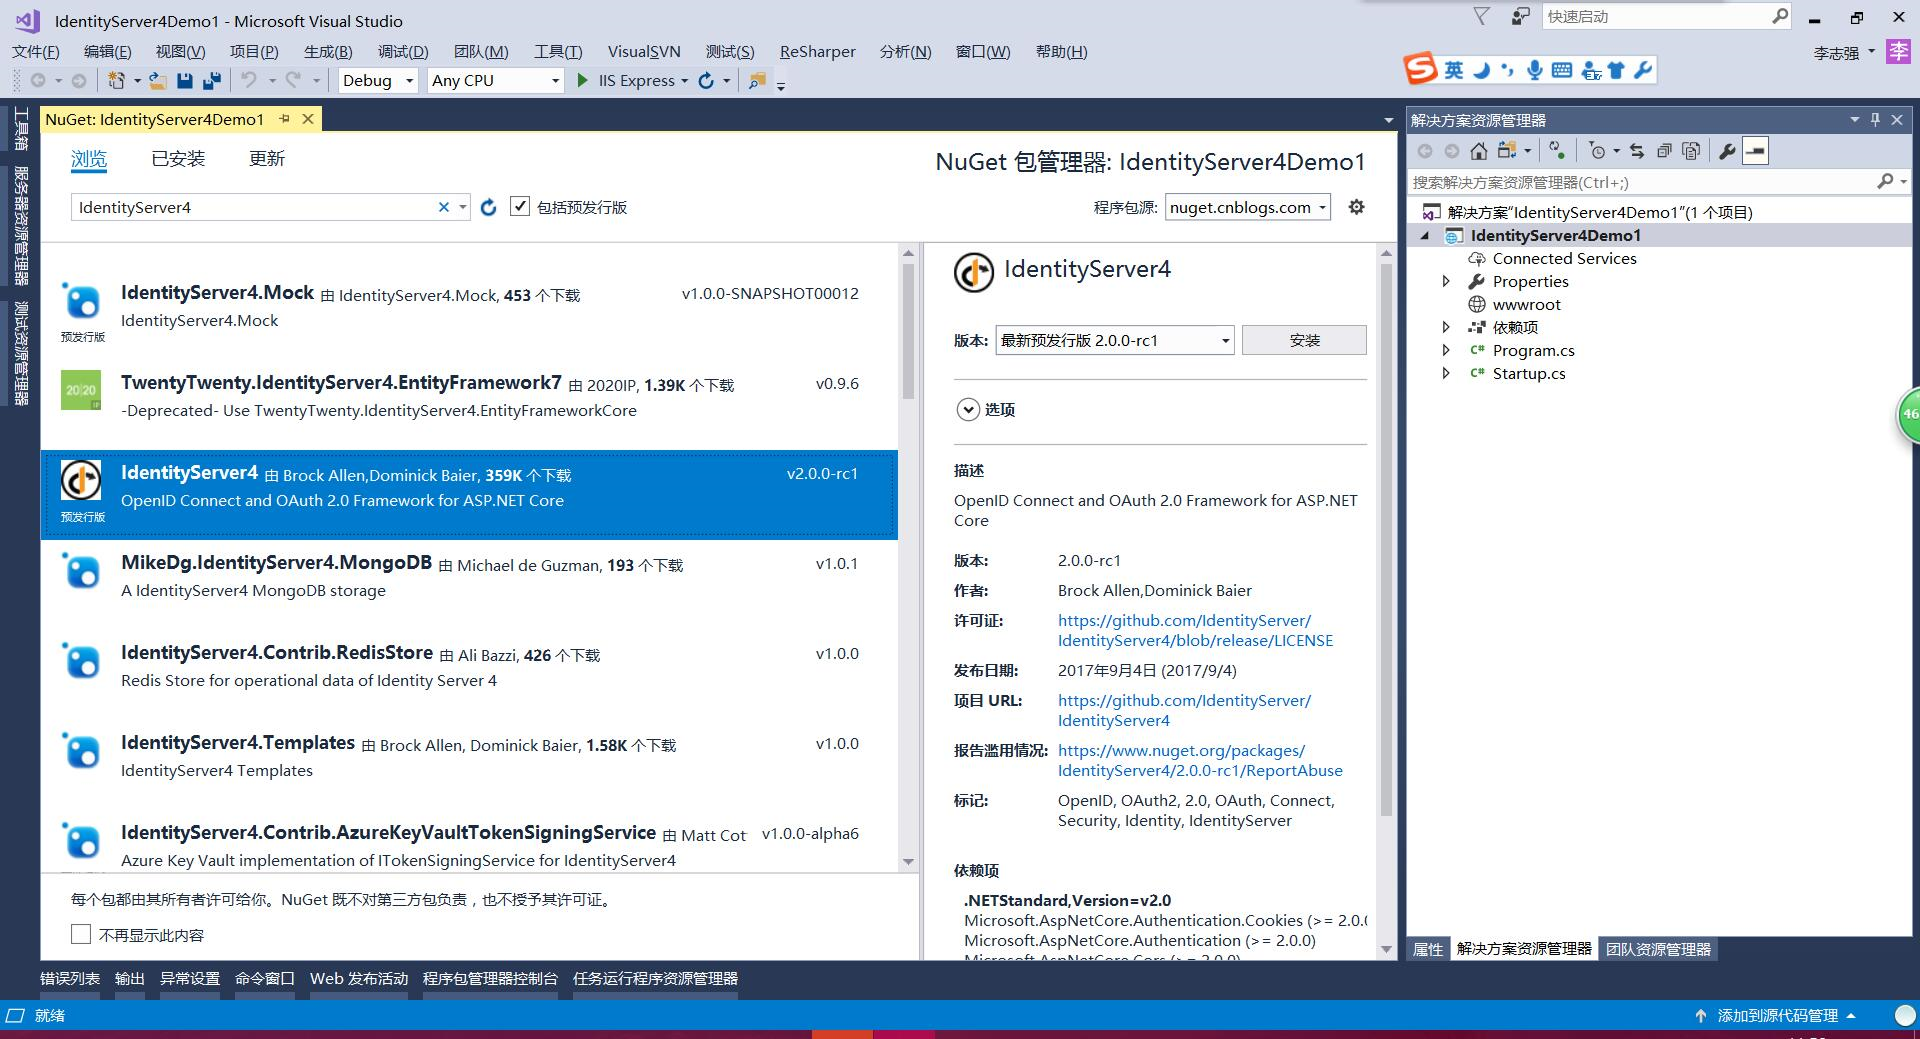 IdentityServer4Demo1 - Microsoft Visual Studio
快速启动
文件(F) 编辑(E) 视图(V) 项目(P) 生成(B) 调试(D) 团队(M) 工具(T) VisualSVN 测试(S) ReSharper 分析(N) 窗口(W) 帮助(H)
李志强 李
Debug Any CPU IIS Express
英
工具箱
服务器资源管理器
测试资源管理器
NuGet: IdentityServer4Demo1
浏览 已安装 更新
NuGet 包管理器: IdentityServer4Demo1
IdentityServer4
包括预发行版
程序包源: nuget.cnblogs.com
IdentityServer4.Mock 由 IdentityServer4.Mock, 453 个下载 v1.0.0-SNAPSHOT00012
IdentityServer4.Mock
预发行版
20|20
IP
TwentyTwenty.IdentityServer4.EntityFramework7 由 2020IP, 1.39K 个下载 v0.9.6
-Deprecated- Use TwentyTwenty.IdentityServer4.EntityFrameworkCore
IdentityServer4 由 Brock Allen,Dominick Baier, 359K 个下载 v2.0.0-rc1
OpenID Connect and OAuth 2.0 Framework for ASP.NET Core
预发行版
MikeDg.IdentityServer4.MongoDB 由 Michael de Guzman, 193 个下载 v1.0.1
A IdentityServer4 MongoDB storage
IdentityServer4.Contrib.RedisStore 由 Ali Bazzi, 426 个下载 v1.0.0
Redis Store for operational data of Identity Server 4
IdentityServer4.Templates 由 Brock Allen, Dominick Baier, 1.58K 个下载 v1.0.0
IdentityServer4 Templates
IdentityServer4.Contrib.AzureKeyVaultTokenSigningService 由 Matt Cot v1.0.0-alpha6
Azure Key Vault implementation of ITokenSigningService for IdentityServer4
每个包都由其所有者许可给你。NuGet 既不对第三方包负责，也不授予其许可证。
不再显示此内容
IdentityServer4
版本: 最新预发行版 2.0.0-rc1 安装
选项
描述
OpenID Connect and OAuth 2.0 Framework for ASP.NET
Core
版本: 2.0.0-rc1
作者: Brock Allen,Dominick Baier
许可证: https://github.com/IdentityServer/
IdentityServer4/blob/release/LICENSE
发布日期: 2017年9月4日 (2017/9/4)
项目 URL: https://github.com/IdentityServer/
IdentityServer4
报告滥用情况: https://www.nuget.org/packages/
IdentityServer4/2.0.0-rc1/ReportAbuse
标记: OpenID, OAuth2, 2.0, OAuth, Connect,
Security, Identity, IdentityServer
依赖项
.NETStandard,Version=v2.0
Microsoft.AspNetCore.Authentication.Cookies (>= 2.0.0
Microsoft.AspNetCore.Authentication (>= 2.0.0)
Microsoft.AspNetCore.Cors (>= 2.0.0)
解决方案资源管理器
搜索解决方案资源管理器(Ctrl+;)
解决方案“IdentityServer4Demo1”(1 个项目)
IdentityServer4Demo1
Connected Services
Properties
wwwroot
依赖项
C# Program.cs
C# Startup.cs
46
属性 解决方案资源管理器 团队资源管理器
错误列表 输出 异常设置 命令窗口 Web 发布活动 程序包管理器控制台 任务运行程序资源管理器
就绪
添加到源代码管理